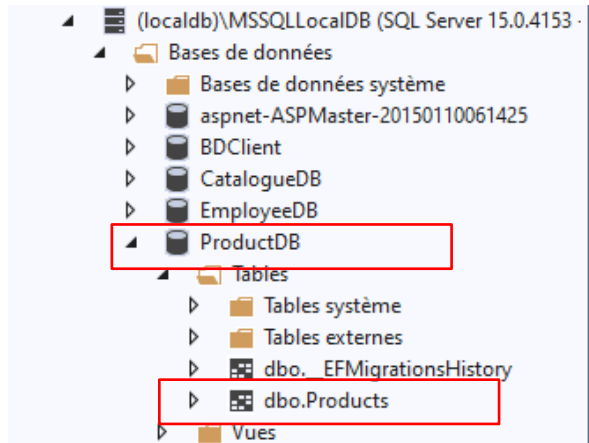 (localdb)\MSSQLLocalDB (SQL Server 15.0.4153 -
Bases de données
Bases de données système
aspnet-ASPMaster-20150110061425
BDClient
CatalogueDB
EmployeeDB
ProductDB
Tables
Tables système
Tables externes
dbo.__EFMigrationsHistory
dbo.Products
Vues